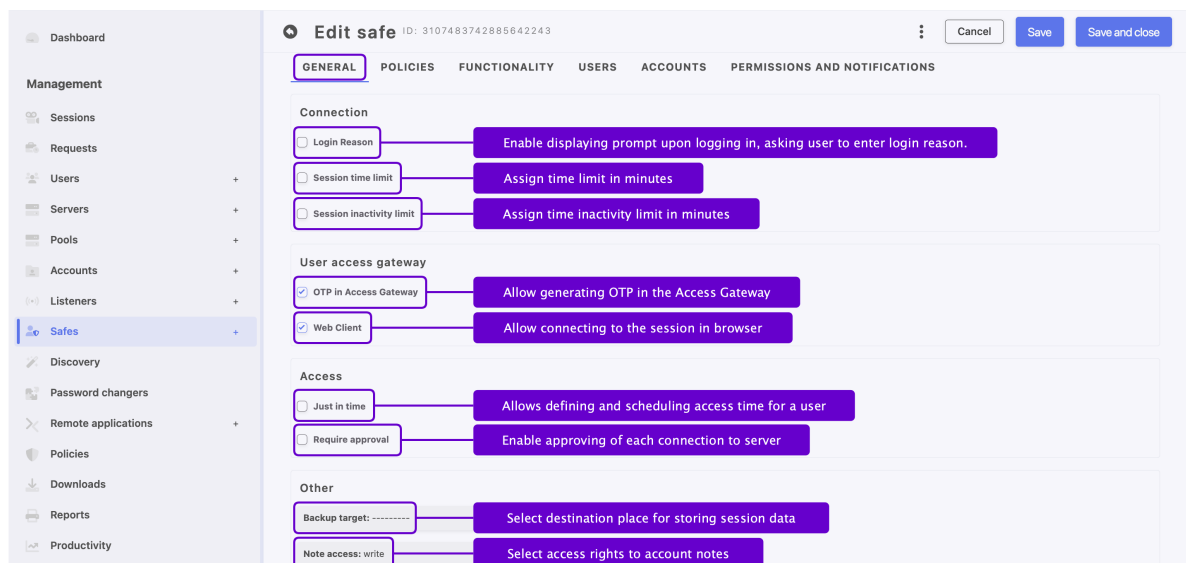 Dashboard
Management
Sessions
Requests
Users +
Servers +
Pools +
Accounts +
Listeners +
Safes +
Discovery
Password changers
Remote applications +
Policies
Downloads
Reports
Productivity
Edit safe ID: 3107483742885642243
Cancel
Save
Save and close
GENERAL POLICIES FUNCTIONALITY USERS ACCOUNTS PERMISSIONS AND NOTIFICATIONS
Connection
Login Reason Enable displaying prompt upon logging in, asking user to enter login reason.
Session time limit Assign time limit in minutes
Session inactivity limit Assign time inactivity limit in minutes
User access gateway
OTP in Access Gateway Allow generating OTP in the Access Gateway
Web Client Allow connecting to the session in browser
Access
Just in time Allows defining and scheduling access time for a user
Require approval Enable approving of each connection to server
Other
Backup target: --------- Select destination place for storing session data
Note access: write Select access rights to account notes